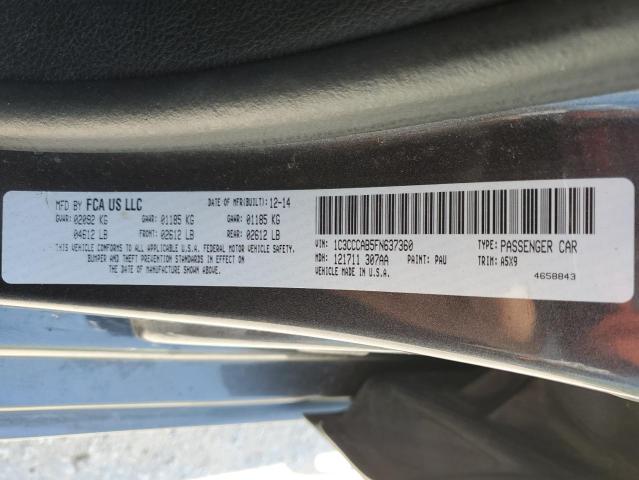 MFD BY FCA US LLC DATE OF MFR(BUILT): 12-14
GVWR: 02092 KG GAWR: 01185 KG GAWR: 01185 KG
04612 LB FRONT: 02612 LB REAR: 02612 LB
THIS VEHICLE CONFORMS TO ALL APPLICABLE U.S.A. FEDERAL MOTOR VEHICLE SAFETY,
BUMPER AND THEFT PREVENTION STANDARDS IN EFFECT ON
THE DATE OF MANUFACTURE SHOWN ABOVE.
VIN: 1C3CCCAB5FN637360 TYPE: PASSENGER CAR
MDH: 121711 307AA PAINT: PAU TRIM: A5X9
VEHICLE MADE IN U.S.A.
4658843